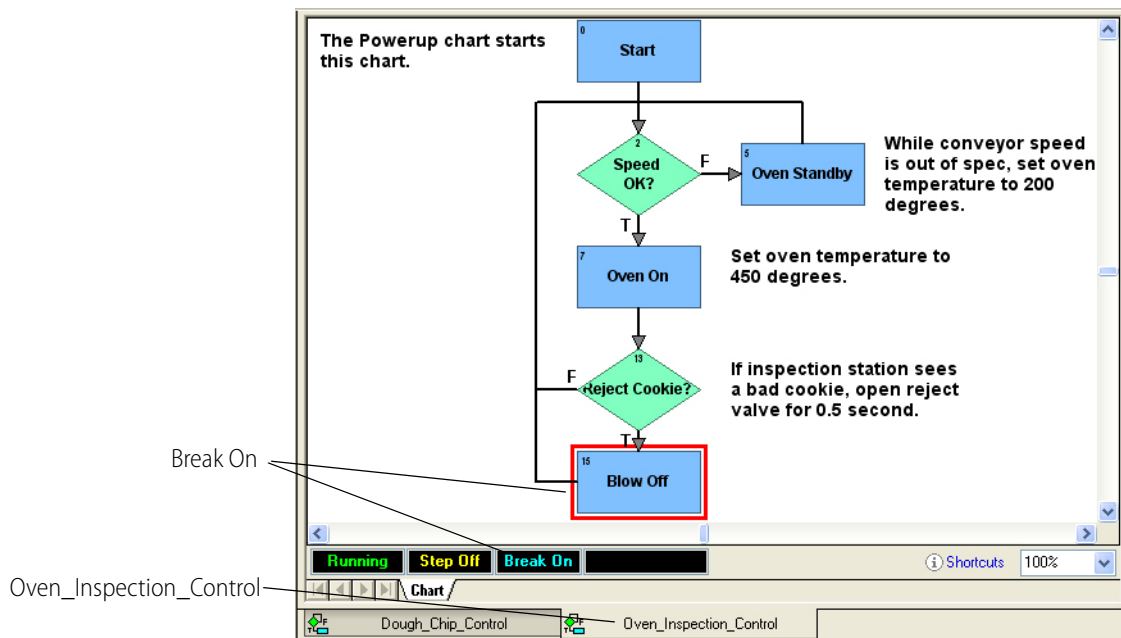 The Powerup chart starts
this chart.
0
Start
2
Speed
OK?
F
5
Oven Standby
While conveyor speed
is out of spec, set oven
temperature to 200
degrees.
T
7
Oven On
Set oven temperature to
450 degrees.
13
Reject Cookie?
F
If inspection station sees
a bad cookie, open reject
valve for 0.5 second.
T
15
Blow Off
Break On
Running
Step Off
Break On
Shortcuts
100%
Oven_Inspection_Control
Chart
Dough_Chip_Control
Oven_Inspection_Control